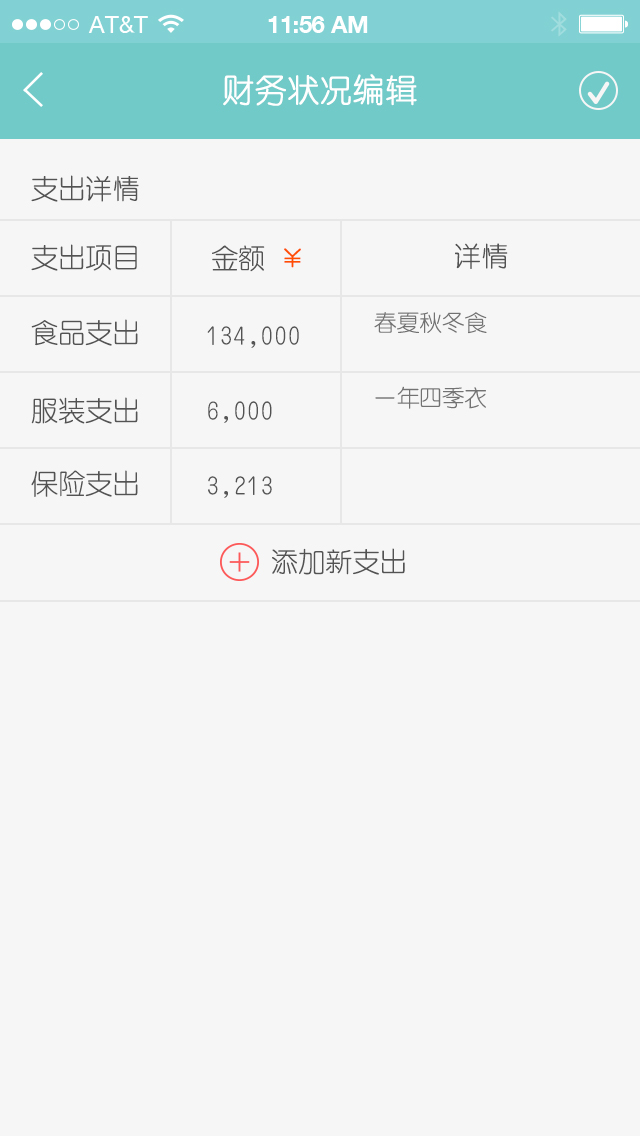 AT&T 11:56 AM
财务状况编辑
支出详情
支出项目 金额 ¥ 详情
食品支出 134,000 春夏秋冬食
服装支出 6,000 一年四季衣
保险支出 3,213
添加新支出